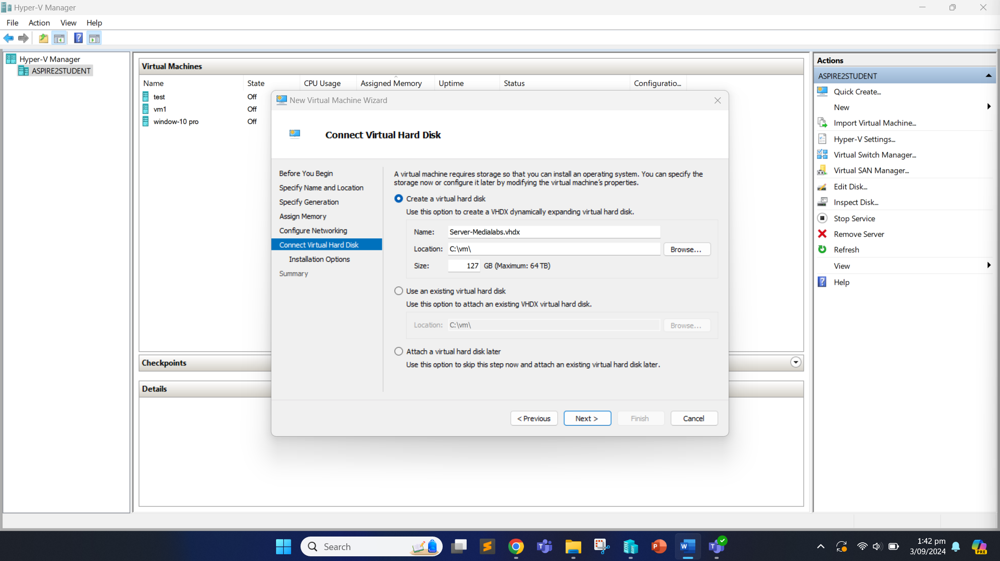 Hyper-V Manager
File Action View Help
Hyper-V Manager
ASPIRE2STUDENT
Virtual Machines
Name State CPU Usage Assigned Memory Uptime Status Configuratio...
test Off
vm1 Off
window-10 pro Off
New Virtual Machine Wizard
Connect Virtual Hard Disk
Before You Begin
Specify Name and Location
Specify Generation
Assign Memory
Configure Networking
Connect Virtual Hard Disk
Installation Options
Summary
A virtual machine requires storage so that you can install an operating system. You can specify the
storage now or configure it later by modifying the virtual machine's properties.
Create a virtual hard disk
Use this option to create a VHDX dynamically expanding virtual hard disk.
Name: Server-Medialabs.vhdx
Location: C:\vm\ Browse...
Size: 127 GB (Maximum: 64 TB)
Use an existing virtual hard disk
Use this option to attach an existing VHDX virtual hard disk.
Location: C:\vm\ Browse...
Attach a virtual hard disk later
Use this option to skip this step now and attach an existing virtual hard disk later.
< Previous Next > Finish Cancel
Checkpoints
Details
Actions
ASPIRE2STUDENT
Quick Create...
New
Import Virtual Machine...
Hyper-V Settings...
Virtual Switch Manager...
Virtual SAN Manager...
Edit Disk...
Inspect Disk...
Stop Service
Remove Server
Refresh
View
Help
Search
1:42 pm
3/09/2024
PRE